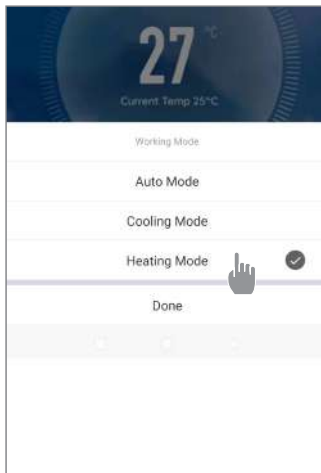 27 °C
Current Temp 25°C
Working Mode
Auto Mode
Cooling Mode
Heating Mode
Done